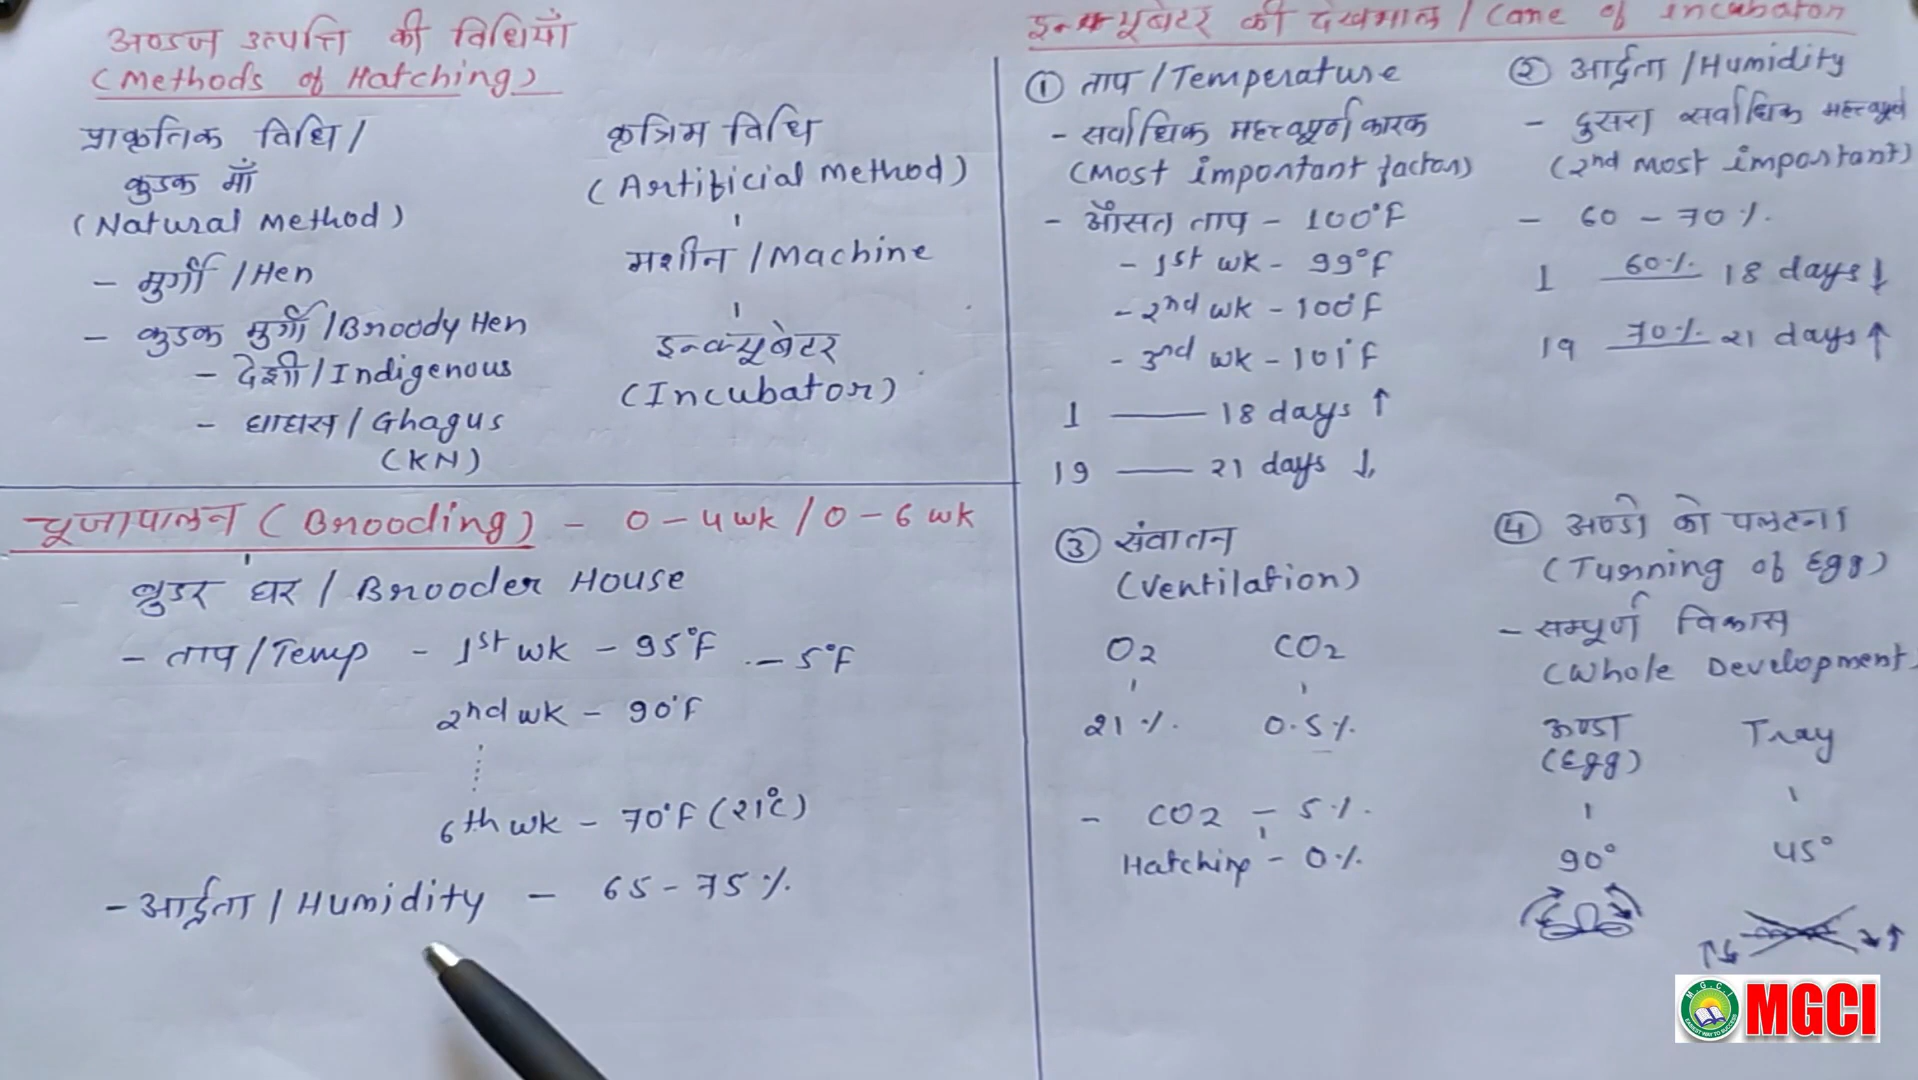 अण्डज उत्पत्ति की विधियाँ
(Methods of Hatching)
प्राकृतिक विधि /
कुडक माँ
(Natural Method)
- मुर्गी / Hen
- कुडक मुर्गी / Broody Hen
- देशी / Indigenous
- घाघस / Ghagus
(KN)
कृत्रिम विधि
(Artificial Method)
मशीन / Machine
इन्क्यूबेटर
(Incubator)
चूजापालन (Brooding) - 0-4 wk / 0-6 wk
ब्रुडर घर / Brooder House
- ताप / Temp - 1st wk - 95°F - 5°F
2nd wk - 90°F
6th wk - 70°F (21°C)
- आर्द्रता / Humidity - 65-75%
इन्क्यूबेटर की देखभाल / Care of incubator
① ताप / Temperature
- सर्वाधिक महत्वपूर्ण कारक
(Most important factor)
- औसत ताप - 100°F
- 1st wk - 99°F
- 2nd wk - 100°F
- 3rd wk - 101°F
1 — 18 days ↑
19 — 21 days ↓
② आर्द्रता / Humidity
- दुसरा सर्वाधिक महत्वपूर्ण
(2nd most important)
- 60 - 70%.
1 60% 18 days ↓
19 70% 21 days ↑
③ संवातन
(Ventilation)
O2 CO2
21% 0.5%
- CO2 - 5%.
Hatching - 0%
④ अण्डो को पलटना
(Turning of Egg)
- सम्पूर्ण विकास
(Whole Development)
अण्डा Tray
(Egg)
90° 45°
M.G.C.I
EASIEST WAY TO SUCCESS
MGCI